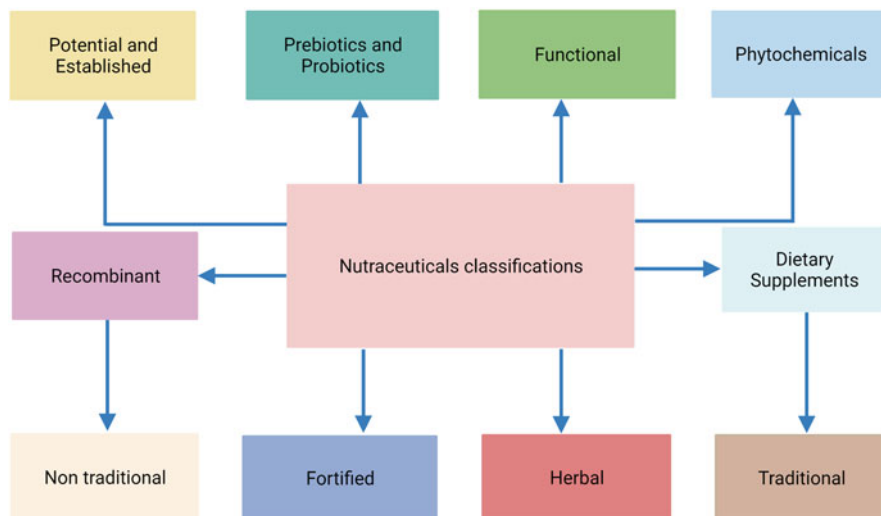 Potential and
Established
Prebiotics and
Probiotics
Functional
Phytochemicals
Recombinant
Nutraceuticals classifications
Dietary
Supplements
Non traditional
Fortified
Herbal
Traditional